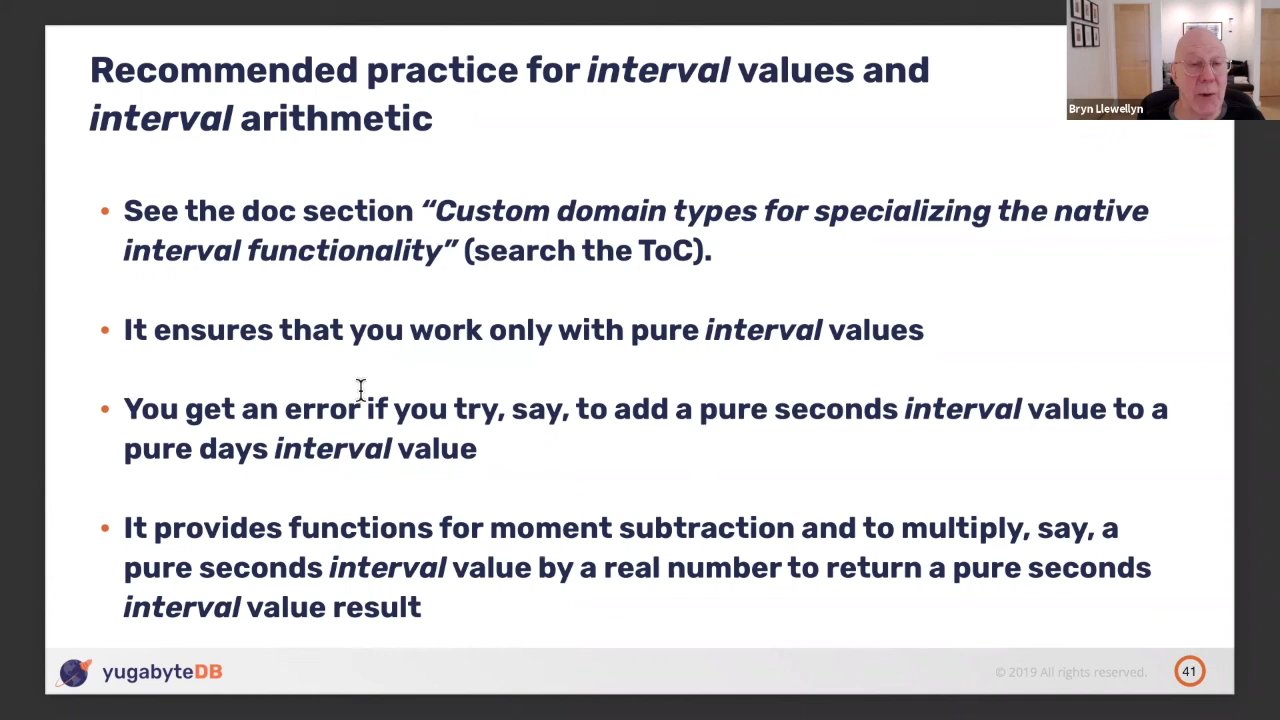 Recommended practice for interval values and
interval arithmetic
Bryn Llewellyn
• See the doc section “Custom domain types for specializing the native
interval functionality” (search the ToC).
• It ensures that you work only with pure interval values
• You get an error if you try, say, to add a pure seconds interval value to a
pure days interval value
• It provides functions for moment subtraction and to multiply, say, a
pure seconds interval value by a real number to return a pure seconds
interval value result
yugabyteDB
© 2019 All rights reserved.
41